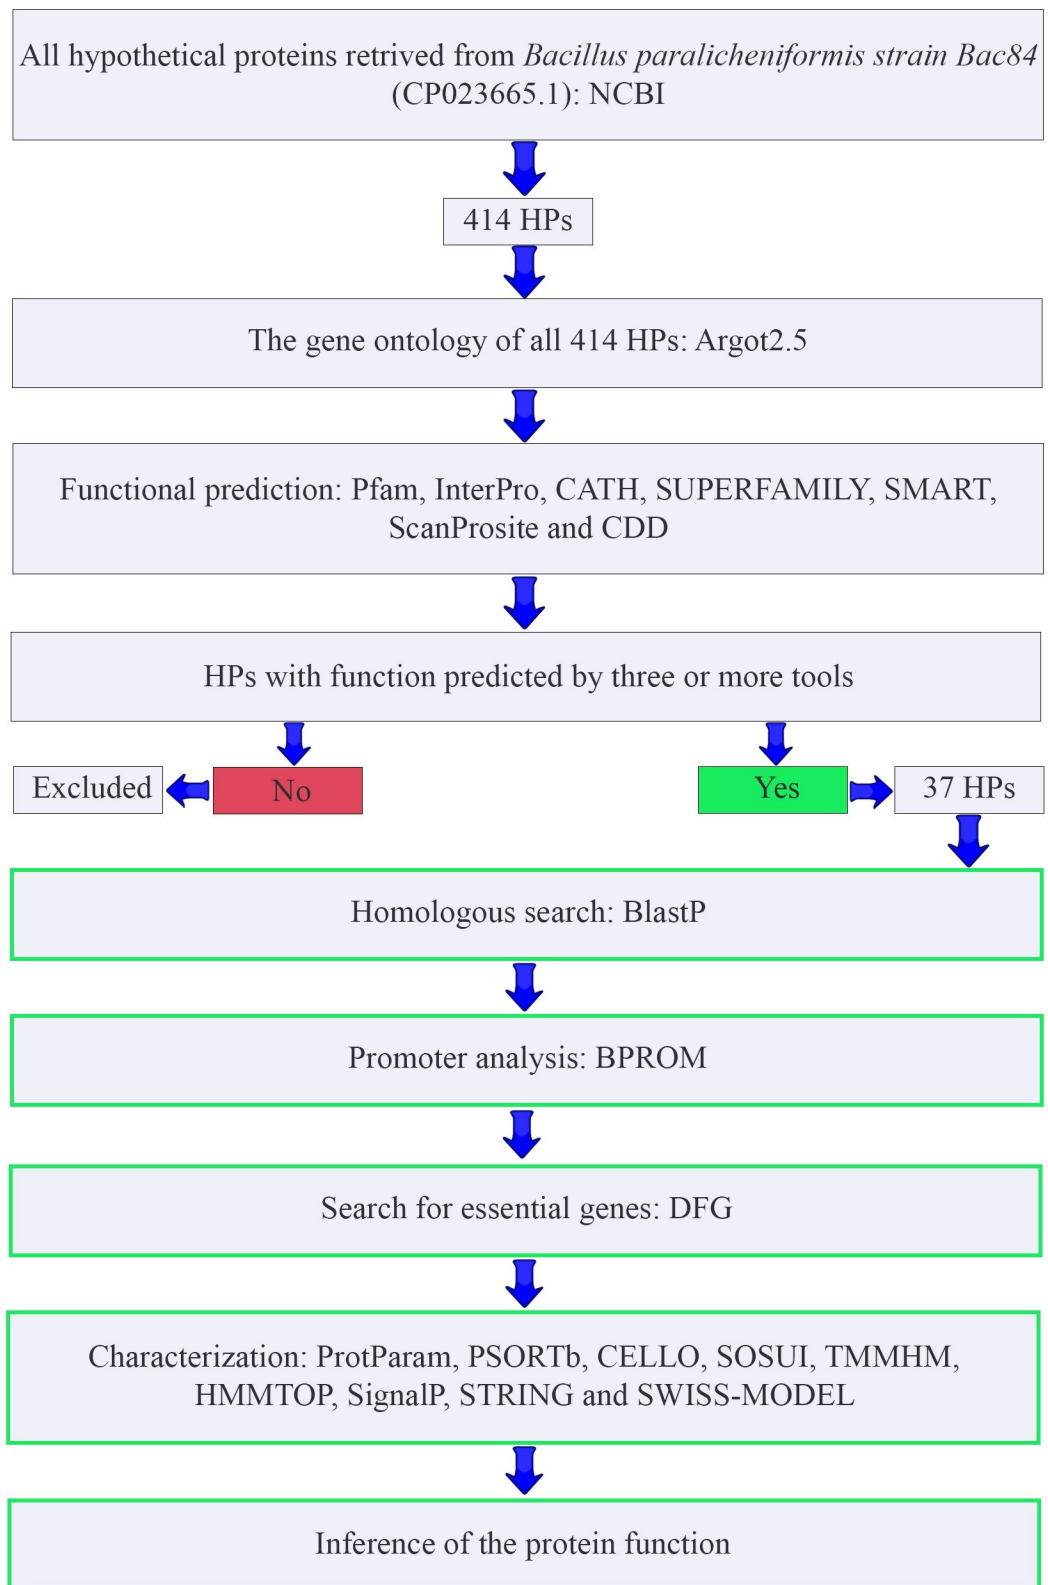 All hypothetical proteins retrived from Bacillus paralicheniformis strain Bac84
(CP023665.1): NCBI
414 HPs
The gene ontology of all 414 HPs: Argot2.5
Functional prediction: Pfam, InterPro, CATH, SUPERFAMILY, SMART,
ScanProsite and CDD
HPs with function predicted by three or more tools
Excluded
No
Yes
37 HPs
Homologous search: BlastP
Promoter analysis: BPROM
Search for essential genes: DFG
Characterization: ProtParam, PSORTb, CELLO, SOSUI, TMMHM,
HMMTOP, SignalP, STRING and SWISS-MODEL
Inference of the protein function